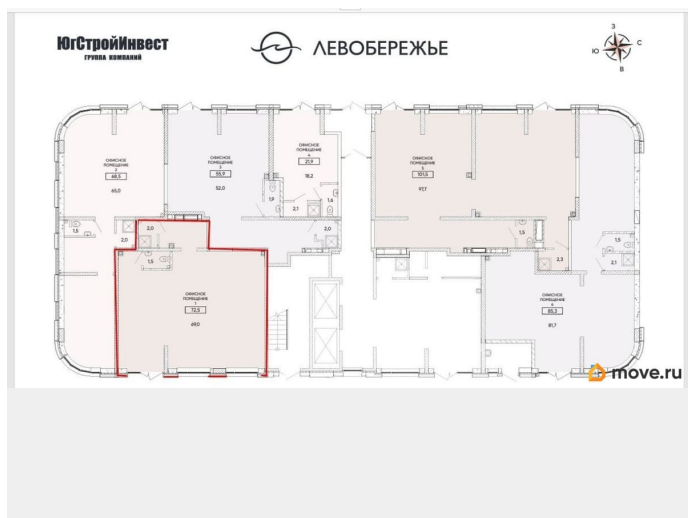 ЮгСтройИнвест
ГРУППА КОМПАНИЙ
ЛЕВОБЕРЕЖЬЕ
З
Ю
С
В
ОФИСНОЕ
ПОМЕЩЕНИЕ
2
68,5
65,0
1,5
2,0
ОФИСНОЕ
ПОМЕЩЕНИЕ
3
55,9
52,0
1,9
2,0
ОФИСНОЕ
ПОМЕЩЕНИЕ
4
21,9
18,2
2,1
1,6
ОФИСНОЕ
ПОМЕЩЕНИЕ
5
101,5
97,7
1,5
2,3
ОФИСНОЕ
ПОМЕЩЕНИЕ
1
72,5
69,0
2,0
1,5
ОФИСНОЕ
ПОМЕЩЕНИЕ
6
85,3
81,7
1,5
2,1
move.ru